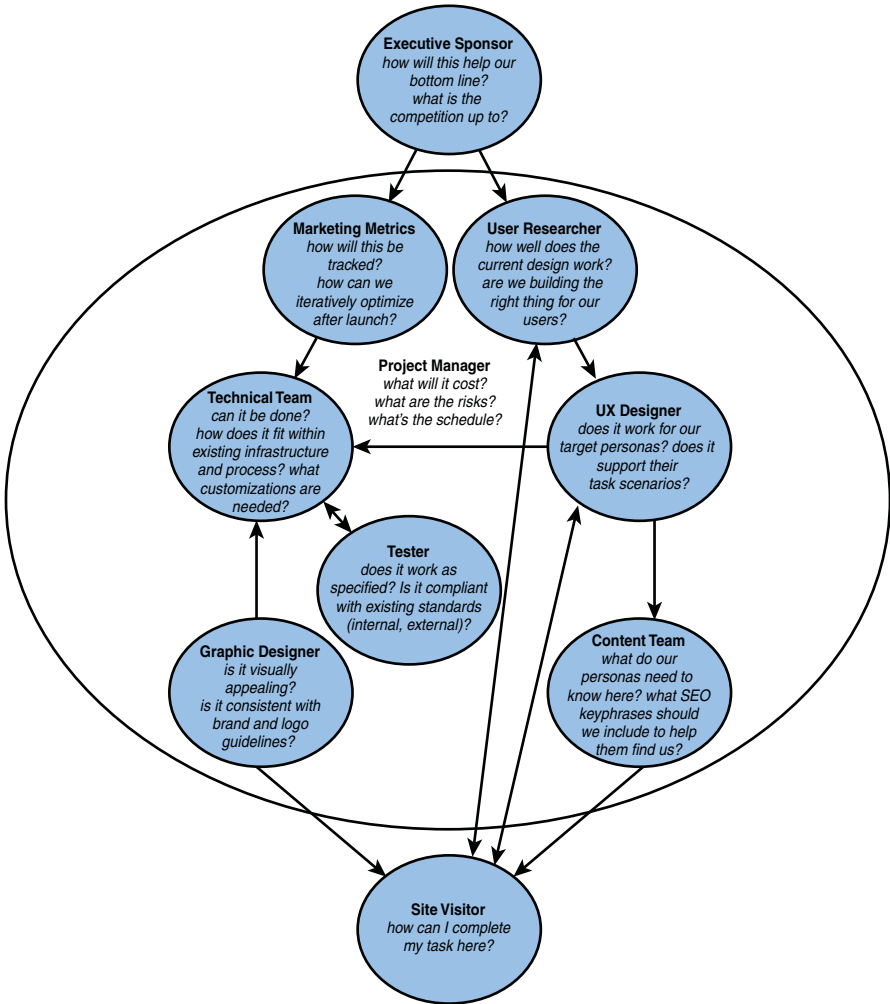 Executive Sponsor
how will this help our
bottom line?
what is the
competition up to?
Marketing Metrics
how will this be
tracked?
how can we
iteratively optimize
after launch?
User Researcher
how well does the
current design work?
are we building the
right thing for our
users?
Project Manager
what will it cost?
what are the risks?
what's the schedule?
Technical Team
can it be done?
how does it fit within
existing infrastructure
and process? what
customizations are
needed?
UX Designer
does it work for our
target personas? does it
support their
task scenarios?
Tester
does it work as
specified? Is it compliant
with existing standards
(internal, external)?
Graphic Designer
is it visually
appealing?
is it consistent with
brand and logo
guidelines?
Content Team
what do our
personas need to
know here? what SEO
keyphrases should
we include to help
them find us?
Site Visitor
how can I complete
my task here?